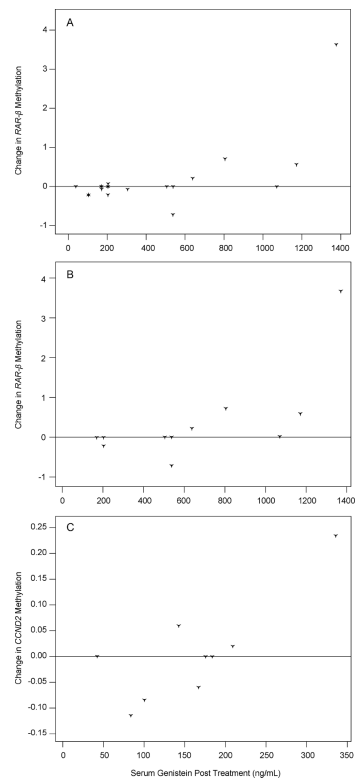 A
Change in RAR-β Methylation
4
3
2
1
0
-1
0 200 400 600 800 1000 1200 1400
B
Change in RAR-β Methylation
4
3
2
1
0
-1
0 200 400 600 800 1000 1200 1400
C
Change in CCND2 Methylation
0.25
0.20
0.15
0.10
0.05
0.00
-0.05
-0.10
-0.15
0 50 100 150 200 250 300 350
Serum Genistein Post Treatment (ng/mL)